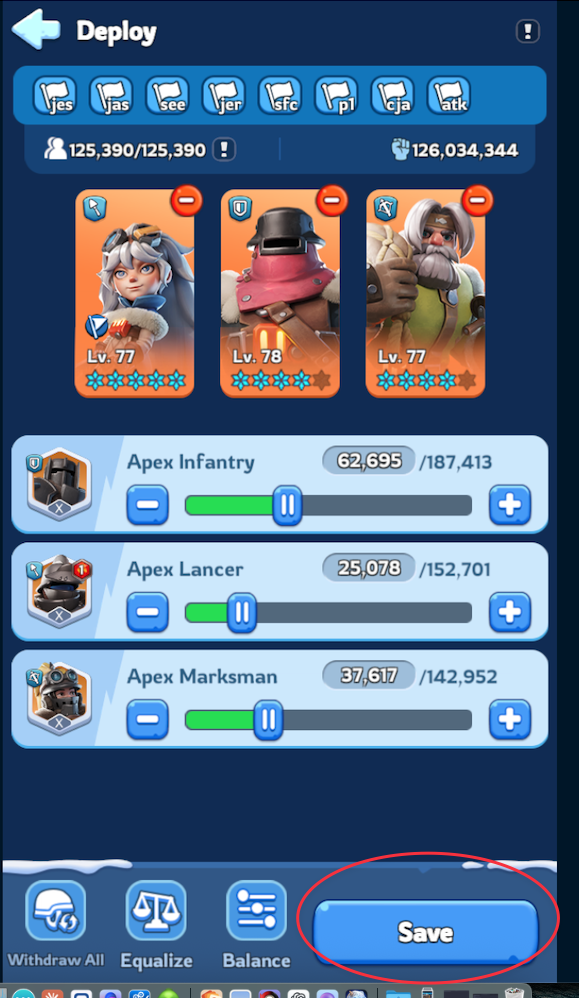 Deploy
jes jas see jer sfc p1 cja atk
125,390/125,390 126,034,344
Lv. 77 Lv. 78 Lv. 77
Apex Infantry 62,695 /187,413
X
Apex Lancer 25,078 /152,701
X
Apex Marksman 37,617 /142,952
X
Withdraw All Equalize Balance Save